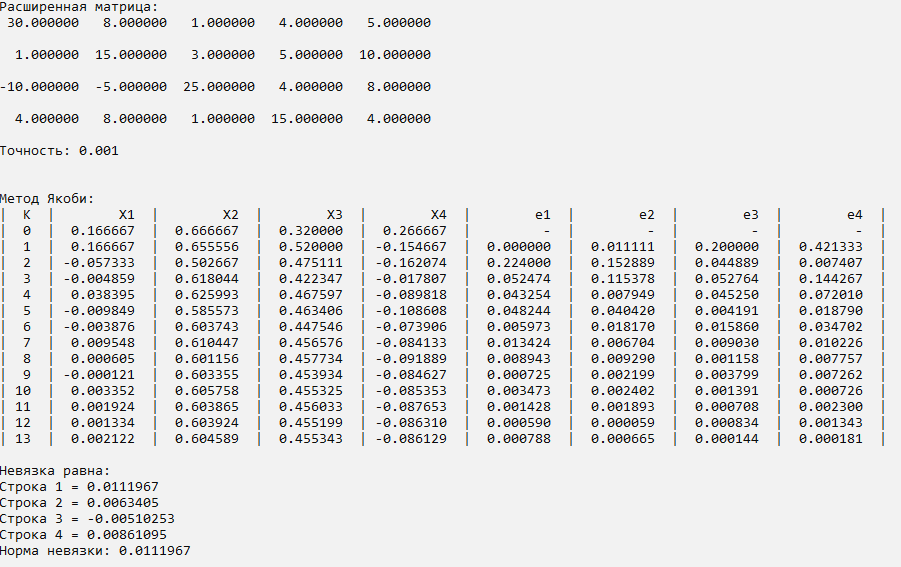 Расширенная матрица:
30.000000 8.000000 1.000000 4.000000 5.000000
1.000000 15.000000 3.000000 5.000000 10.000000
-10.000000 -5.000000 25.000000 4.000000 8.000000
4.000000 8.000000 1.000000 15.000000 4.000000
Точность: 0.001
Метод Якоби:
| K | X1 | X2 | X3 | X4 | e1 | e2 | e3 | e4 |
| 0 | 0.166667 | 0.666667 | 0.320000 | 0.266667 | - | - | - | - |
| 1 | 0.166667 | 0.655556 | 0.520000 | -0.154667 | 0.000000 | 0.011111 | 0.200000 | 0.421333 |
| 2 | -0.057333 | 0.502667 | 0.475111 | -0.162074 | 0.224000 | 0.152889 | 0.044889 | 0.007407 |
| 3 | -0.004859 | 0.618044 | 0.422347 | -0.017807 | 0.052474 | 0.115378 | 0.052764 | 0.144267 |
| 4 | 0.038395 | 0.625993 | 0.467597 | -0.089818 | 0.043254 | 0.007949 | 0.045250 | 0.072010 |
| 5 | -0.009849 | 0.585573 | 0.463406 | -0.108608 | 0.048244 | 0.040420 | 0.004191 | 0.018790 |
| 6 | -0.003876 | 0.603743 | 0.447546 | -0.073906 | 0.005973 | 0.018170 | 0.015860 | 0.034702 |
| 7 | 0.009548 | 0.610447 | 0.456576 | -0.084133 | 0.013424 | 0.006704 | 0.009030 | 0.010226 |
| 8 | 0.000605 | 0.601156 | 0.457734 | -0.091889 | 0.008943 | 0.009290 | 0.001158 | 0.007757 |
| 9 | -0.000121 | 0.603355 | 0.453934 | -0.084627 | 0.000725 | 0.002199 | 0.003799 | 0.007262 |
| 10 | 0.003352 | 0.605758 | 0.455325 | -0.085353 | 0.003473 | 0.002402 | 0.001391 | 0.000726 |
| 11 | 0.001924 | 0.603865 | 0.456033 | -0.087653 | 0.001428 | 0.001893 | 0.000708 | 0.002300 |
| 12 | 0.001334 | 0.603924 | 0.455199 | -0.086310 | 0.000590 | 0.000059 | 0.000834 | 0.001343 |
| 13 | 0.002122 | 0.604589 | 0.455343 | -0.086129 | 0.000788 | 0.000665 | 0.000144 | 0.000181 |
Невязка равна:
Строка 1 = 0.0111967
Строка 2 = 0.0063405
Строка 3 = -0.00510253
Строка 4 = 0.00861095
Норма невязки: 0.0111967